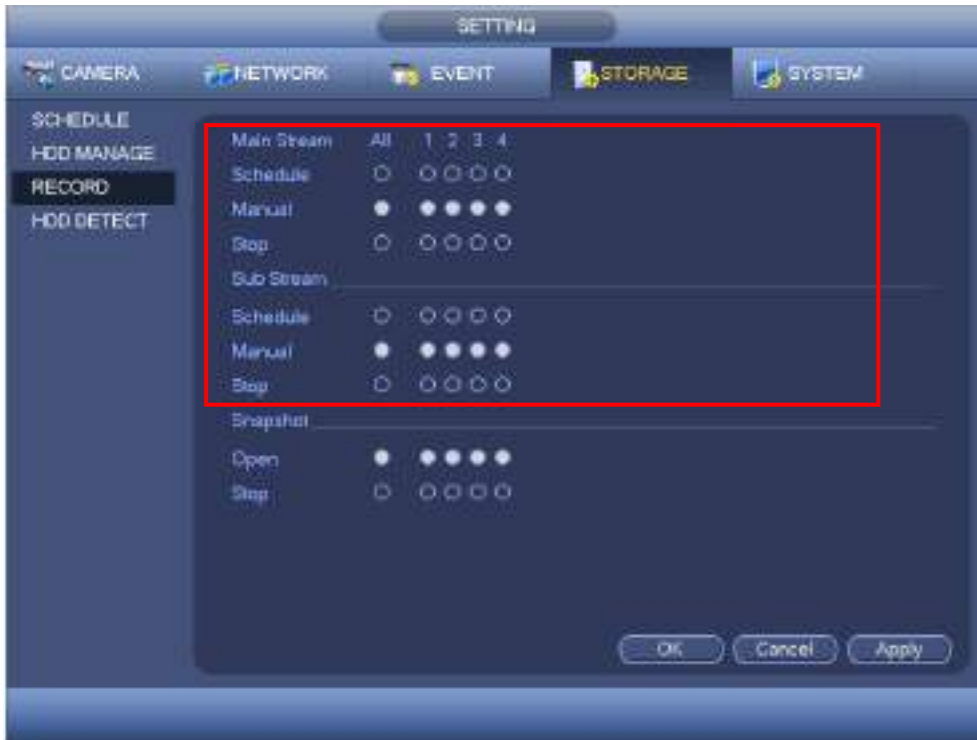 SETTING
CAMERA NETWORK EVENT STORAGE SYSTEM
SCHEDULE
HDD MANAGE
RECORD
HDD DETECT
Main Stream All 1 2 3 4
Schedule
Manual
Stop
Sub Stream
Schedule
Manual
Stop
Snapshot
Open
Stop
OK Cancel Apply